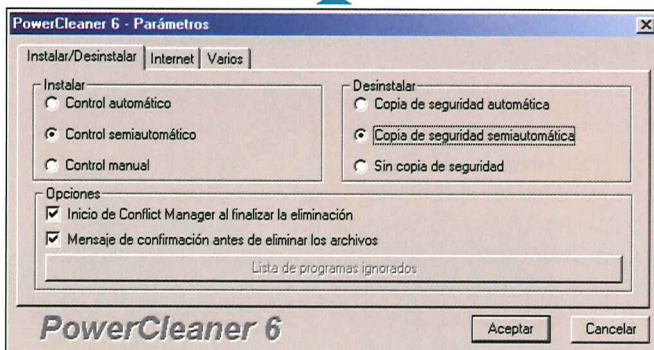 PowerCleaner 6 - Parámetros
Instalar/Desinstalar Internet Varios
Instalar
Control automático
Control semiautomático
Control manual
Desinstalar
Copia de seguridad automática
Copia de seguridad semiautomática
Sin copia de seguridad
Opciones
Inicio de Conflict Manager al finalizar la eliminación
Mensaje de confirmación antes de eliminar los archivos
Lista de programas ignorados
PowerCleaner 6
Aceptar Cancelar